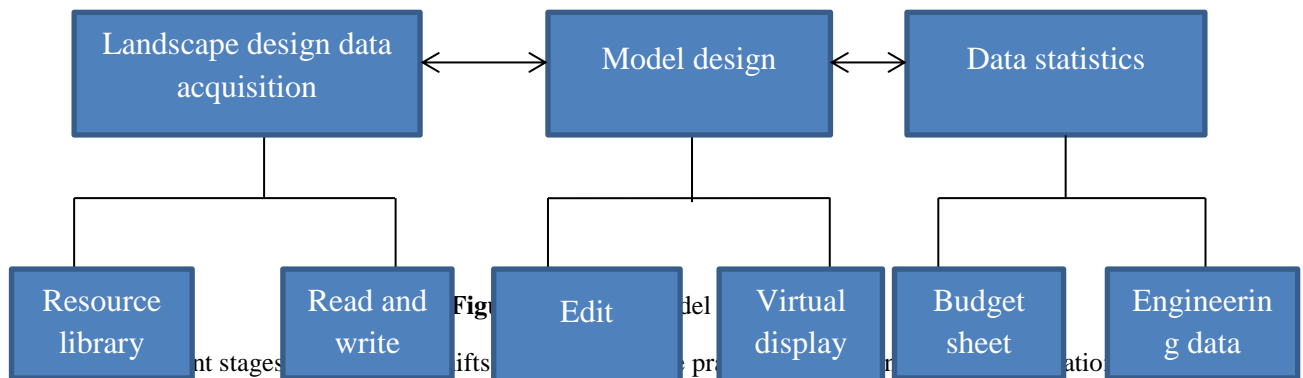 Landscape design data
acquisition
Model design
Data statistics
Resource
library
Read and
write
Edit
Virtual
display
Budget
sheet
Engineerin
g data